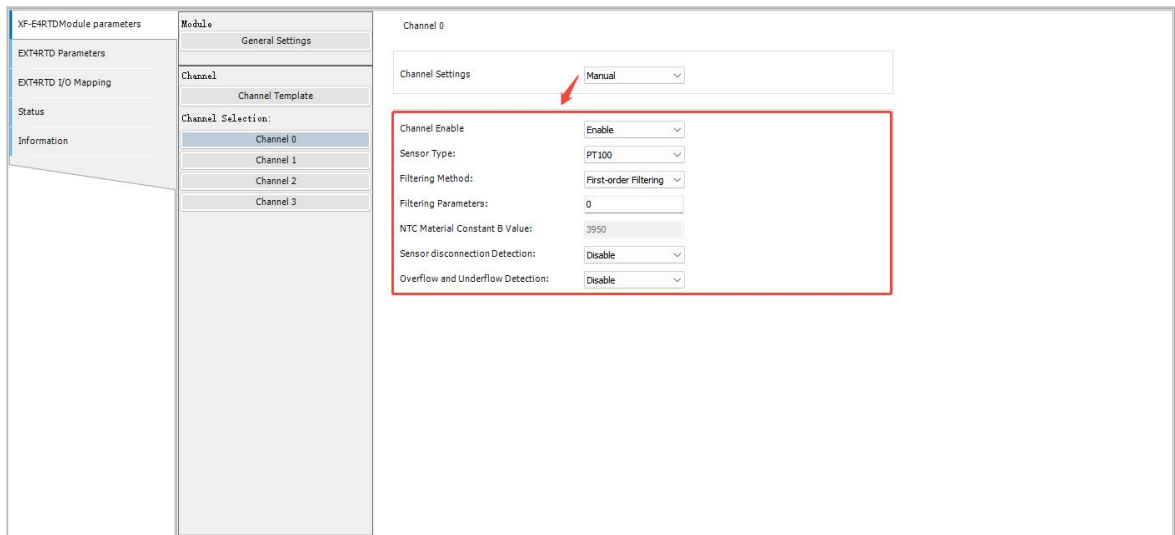 XF-E4RTDModule parameters
EXT4RTD Parameters
EXT4RTD I/O Mapping
Status
Information
Module
General Settings
Channel
Channel Template
Channel Selection:
Channel 0
Channel 1
Channel 2
Channel 3
Channel 0
Channel Settings Manual
Channel Enable Enable
Sensor Type: PT100
Filtering Method: First-order Filtering
Filtering Parameters: 0
NTC Material Constant B Value: 3950
Sensor disconnection Detection: Disable
Overflow and Underflow Detection: Disable